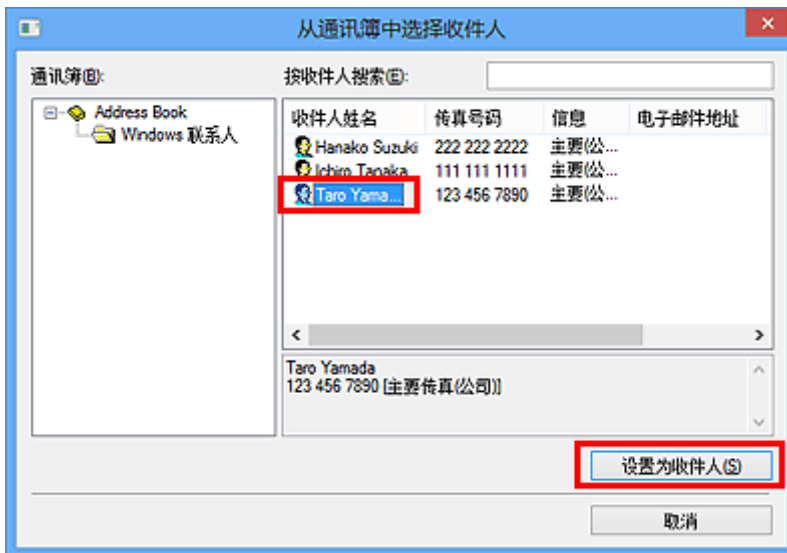 从通讯簿中选择收件人
通讯簿(B):
按收件人搜索(E):
Address Book
Windows 联系人
收件人姓名 传真号码 信息 电子邮件地址
Hanako Suzuki 222 222 2222 主要(公...
Ichiro Tanaka 111 111 1111 主要(公...
Taro Yama... 123 456 7890 主要(公...
Taro Yamada
123 456 7890 [主要传真(公司)]
设置为收件人(S)
取消